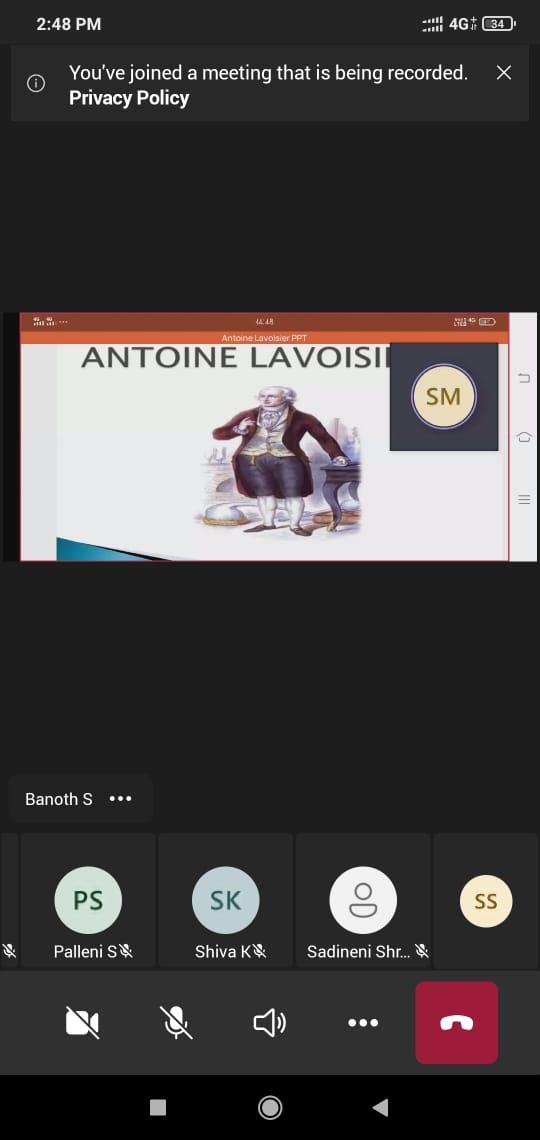 2:48 PM
4G
34
You've joined a meeting that is being recorded.
Privacy Policy
Antoine Lavoisier PPT
ANTOINE LAVOISI
SM
Banoth S
PS
SK
SS
Palleni S
Shiva K
Sadineni Shr...